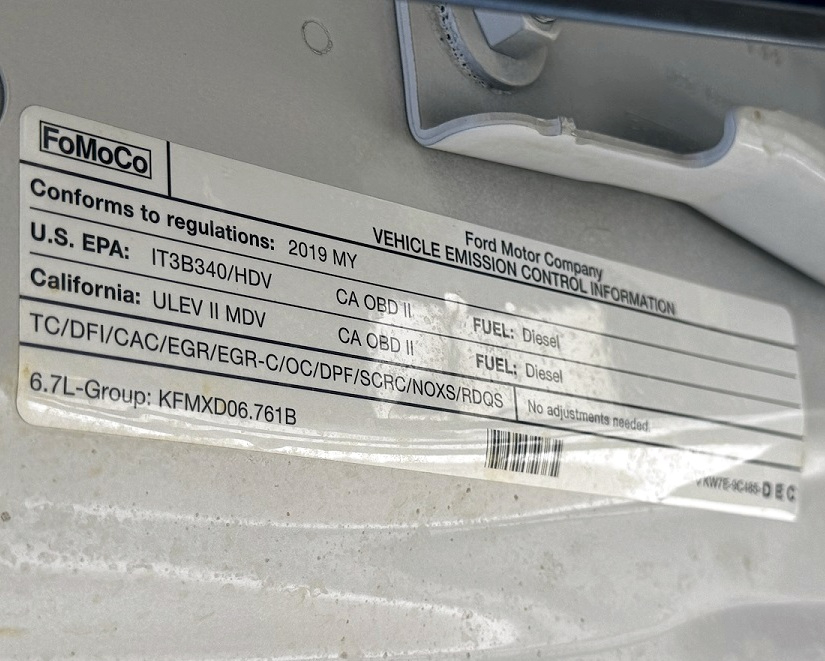 FoMoCo
Ford Motor Company
VEHICLE EMISSION CONTROL INFORMATION
Conforms to regulations: 2019 MY
U.S. EPA: IT3B340/HDV CA OBD II FUEL: Diesel
California: ULEV II MDV CA OBD II FUEL: Diesel
TC/DFI/CAC/EGR/EGR-C/OC/DPF/SCRC/NOXS/RDQS No adjustments needed
6.7L-Group: KFMXD06.761B
KW7E-9C485-DEC